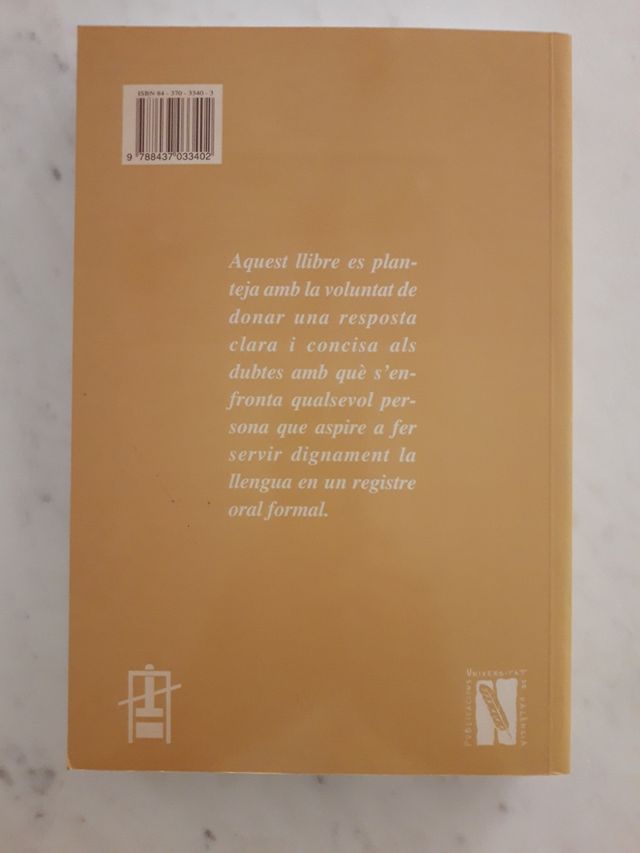 ISBN 84 - 370 - 3340 - 3
9 788437 033402
Aquest llibre es plan-
teja amb la voluntat de
donar una resposta
clara i concisa als
dubtes amb què s'en-
fronta qualsevol per-
sona que aspire a fer
servir dignament la
llengua en un registre
oral formal.
PUBLICACIONS UNIVERSITAT DE VALÈNCIA